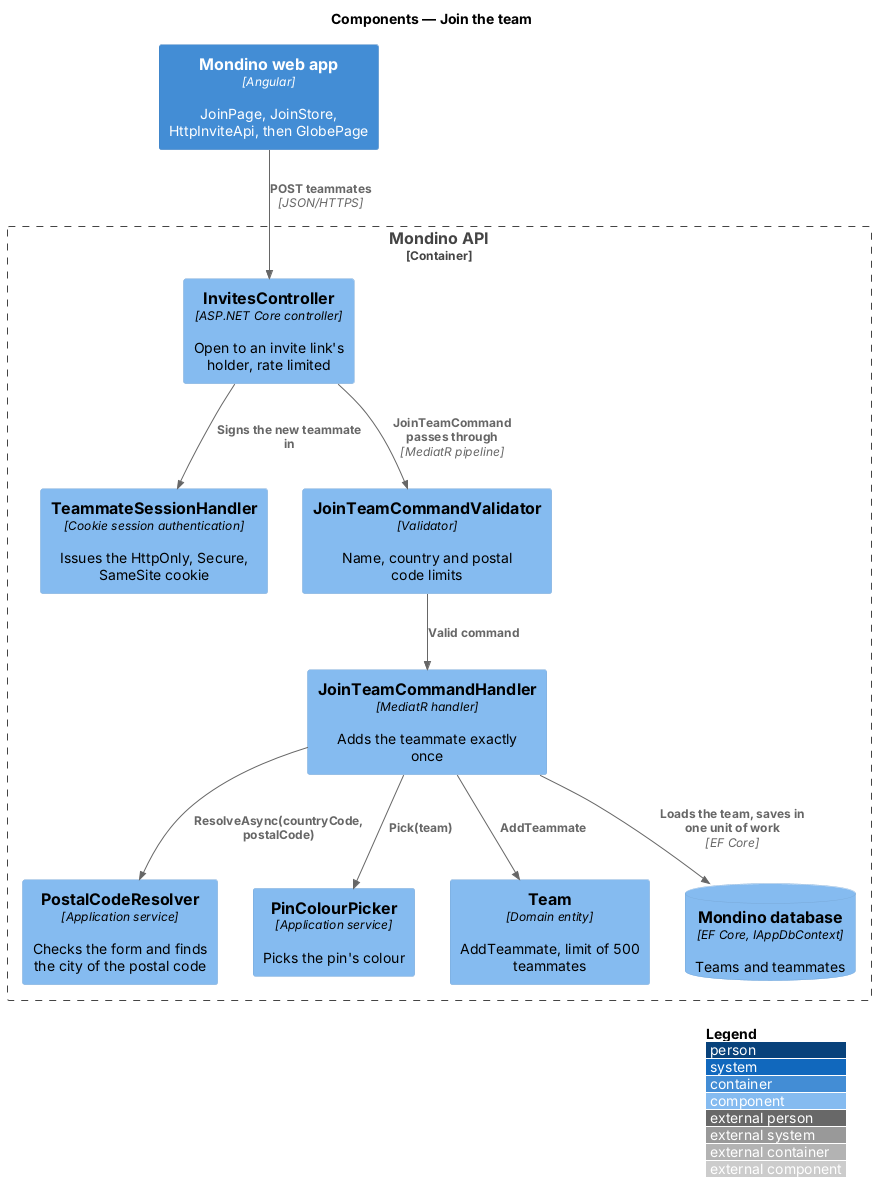 Components — Join the team
Mondino web app
[Angular]
JoinPage, JoinStore,
HttpInviteApi, then GlobePage
POST teammates
[JSON/HTTPS]
Mondino API
[Container]
InvitesController
[ASP.NET Core controller]
Open to an invite link's
holder, rate limited
Signs the new teammate
in
JoinTeamCommand
passes through
[MediatR pipeline]
TeammateSessionHandler
[Cookie session authentication]
Issues the HttpOnly, Secure,
SameSite cookie
JoinTeamCommandValidator
[Validator]
Name, country and postal
code limits
Valid command
JoinTeamCommandHandler
[MediatR handler]
Adds the teammate exactly
once
ResolveAsync(countryCode,
postalCode)
Pick(team)
AddTeammate
Loads the team, saves in
one unit of work
[EF Core]
PostalCodeResolver
[Application service]
Checks the form and finds
the city of the postal code
PinColourPicker
[Application service]
Picks the pin's colour
Team
[Domain entity]
AddTeammate, limit of 500
teammates
Mondino database
[EF Core, IAppDbContext]
Teams and teammates
Legend
person
system
container
component
external person
external system
external container
external component